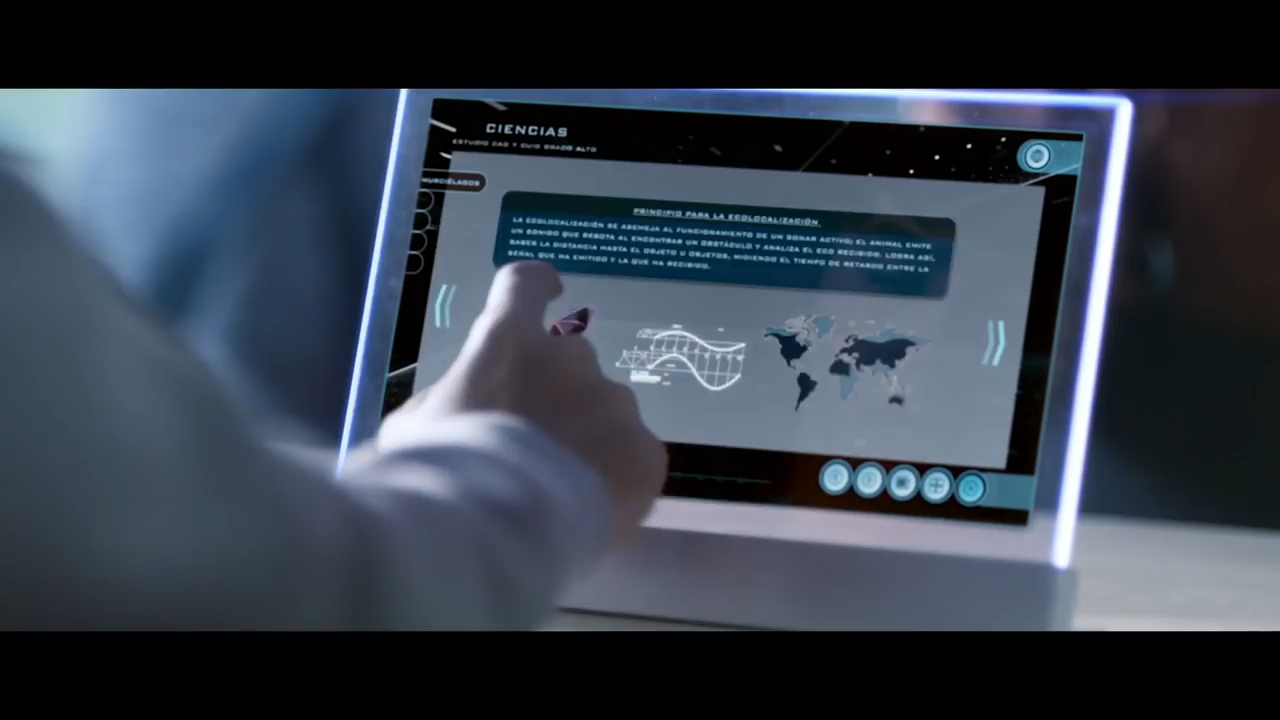 CIENCIAS
ESTUDIO CAD Y CUID GRADO ALTO
MURCIÉLAGOS
PRINCIPIO PARA LA ECOLOCALIZACIÓN
LA ECOLOCALIZACIÓN SE ASEMEJA AL FUNCIONAMIENTO DE UN SONAR ACTIVO; EL ANIMAL EMITE
UN SONIDO QUE REBOTA AL ENCONTRAR UN OBSTÁCULO Y ANALIZA EL ECO RECIBIDO. LOGRA ASÍ,
SABER LA DISTANCIA HASTA EL OBJETO U OBJETOS, MIDIENDO EL TIEMPO DE RETARDO ENTRE LA
SEÑAL QUE HA EMITIDO Y LA QUE HA RECIBIDO.